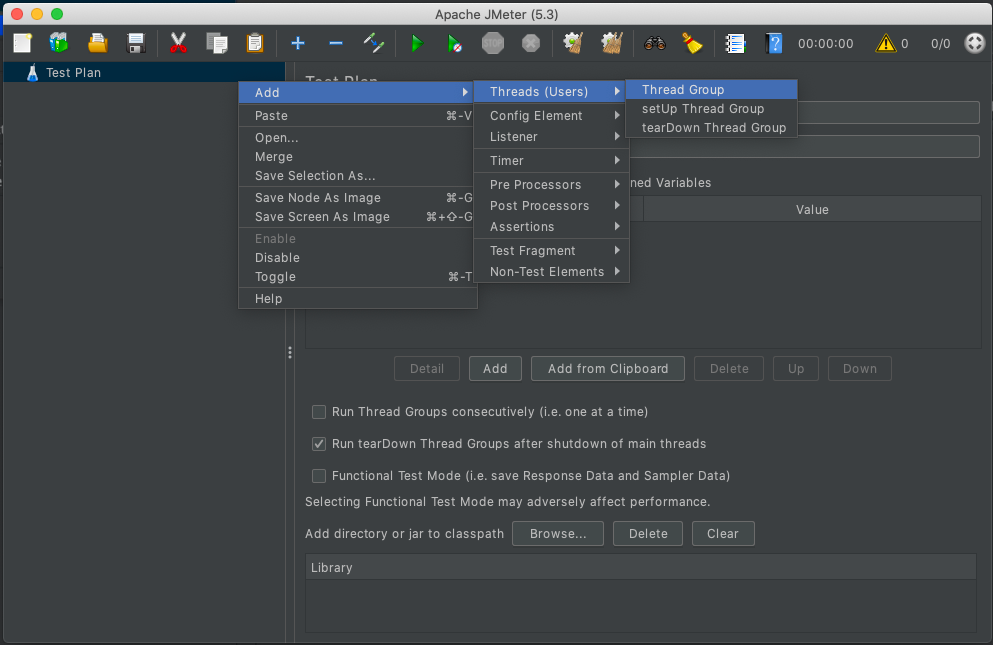 Apache JMeter (5.3)
STOP
00:00:00
0
0/0
Test Plan
Add
Paste ⌘-V
Open...
Merge
Save Selection As...
Save Node As Image ⌘-G
Save Screen As Image ⌘+⇧-G
Enable
Disable
Toggle ⌘-T
Help
Threads (Users)
Config Element
Listener
Timer
Pre Processors
Post Processors
Assertions
Test Fragment
Non-Test Elements
Thread Group
setUp Thread Group
tearDown Thread Group
Test Plan
ned Variables
Value
Detail
Add
Add from Clipboard
Delete
Up
Down
Run Thread Groups consecutively (i.e. one at a time)
Run tearDown Thread Groups after shutdown of main threads
Functional Test Mode (i.e. save Response Data and Sampler Data)
Selecting Functional Test Mode may adversely affect performance.
Add directory or jar to classpath
Browse...
Delete
Clear
Library